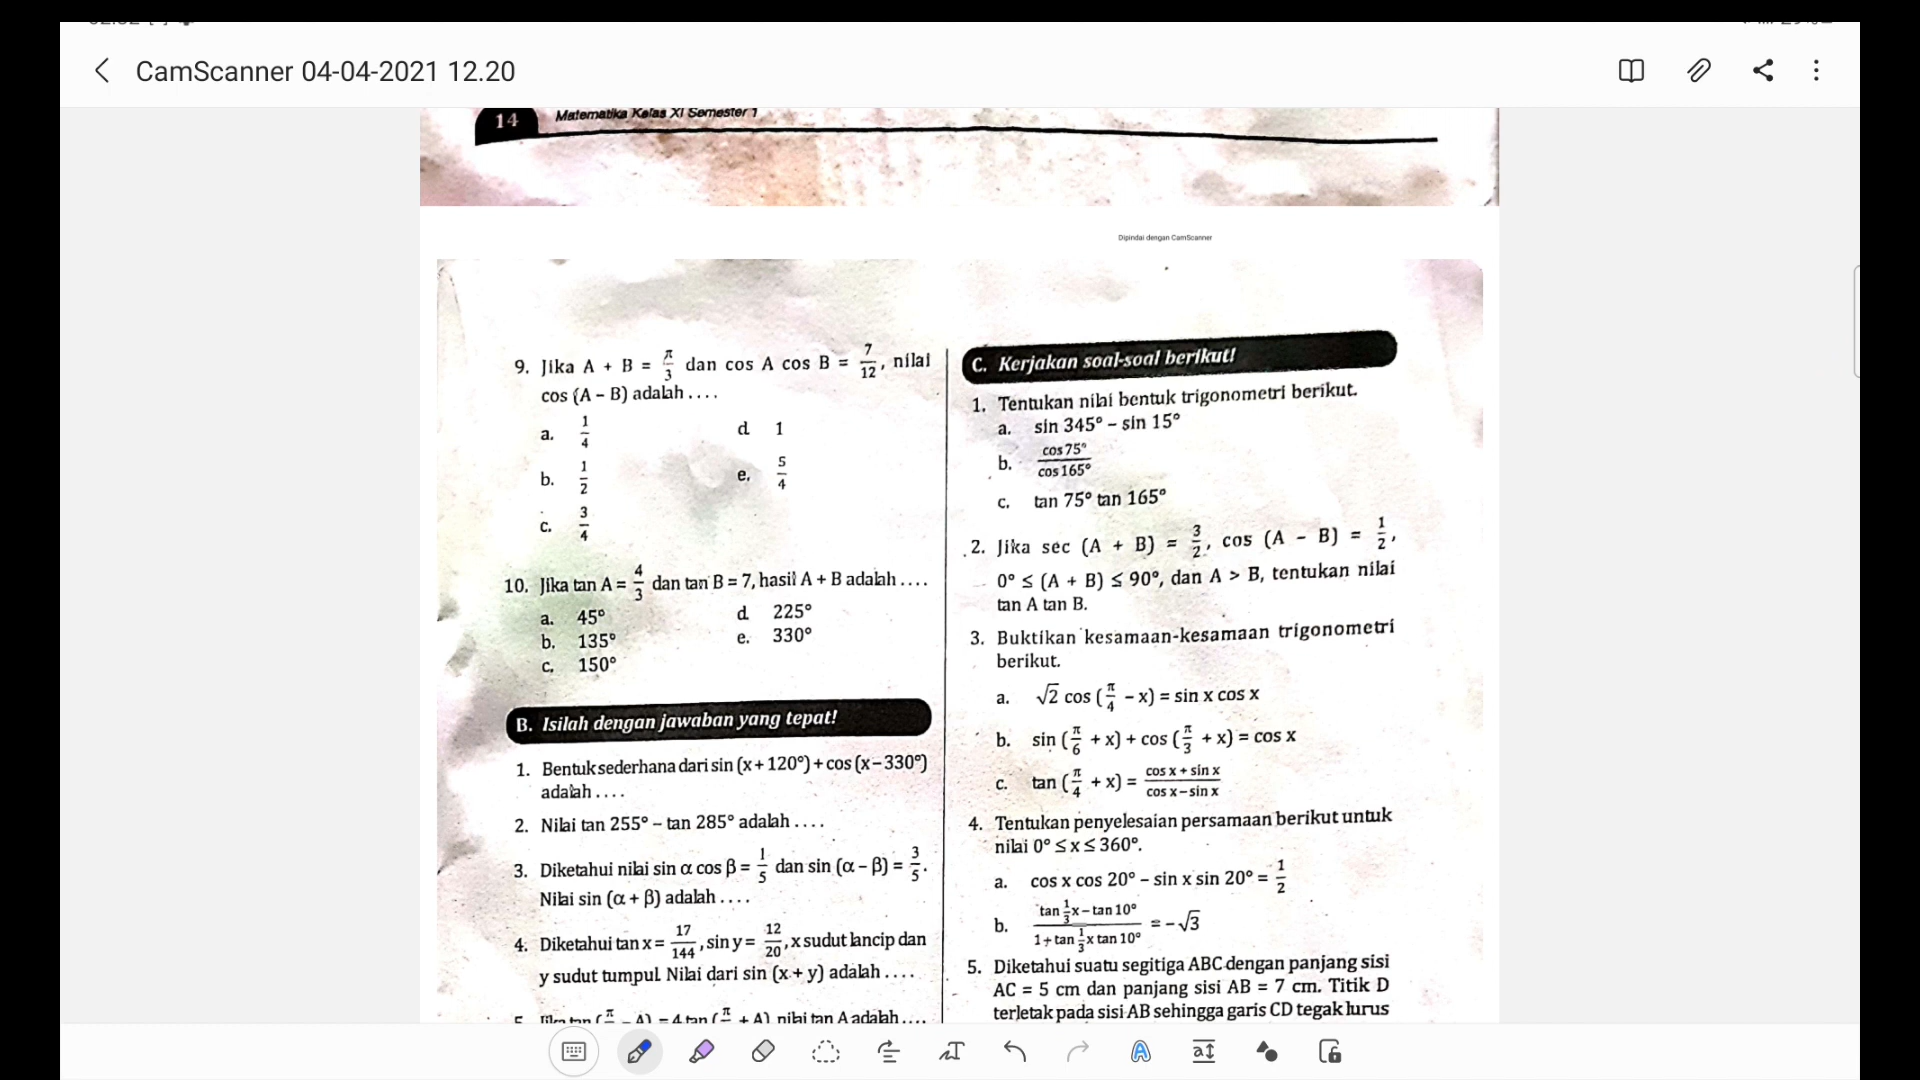 CamScanner 04-04-2021 12.20
14 Matematika Kelas XI Semester 1
Dipindai dengan CamScanner
9. Jika A + B = π/3 dan cos A cos B = 7/12, nilai
cos (A – B) adalah . . . .
a. 1/4
b. 1/2
c. 3/4
d. 1
e. 5/4
10. Jika tan A = 4/3 dan tan B = 7, hasil A + B adalah . . . .
a. 45°
b. 135°
c. 150°
d. 225°
e. 330°
B. Isilah dengan jawaban yang tepat!
1. Bentuk sederhana dari sin (x + 120°) + cos (x – 330°)
adalah . . . .
2. Nilai tan 255° – tan 285° adalah . . . .
3. Diketahui nilai sin α cos β = 1/5 dan sin (α – β) = 3/5.
Nilai sin (α + β) adalah . . . .
4. Diketahui tan x = 17/144, sin y = 12/20, x sudut lancip dan
y sudut tumpul. Nilai dari sin (x + y) adalah . . . .
5. Jika tan (π – A) = 4 tan (π + A) nilai tan A adalah . . . .
C. Kerjakan soal-soal berikut!
1. Tentukan nilai bentuk trigonometri berikut.
a. sin 345° – sin 15°
b. cos 75°/cos 165°
c. tan 75° tan 165°
2. Jika sec (A + B) = 3/2, cos (A – B) = 1/2,
0° ≤ (A + B) ≤ 90°, dan A > B, tentukan nilai
tan A tan B.
3. Buktikan kesamaan-kesamaan trigonometri
berikut.
a. √2 cos (π/4 – x) = sin x cos x
b. sin (π/6 + x) + cos (π/3 + x) = cos x
c. tan (π/4 + x) = cos x + sin x/cos x – sin x
4. Tentukan penyelesaian persamaan berikut untuk
nilai 0° ≤ x ≤ 360°.
a. cos x cos 20° – sin x sin 20° = 1/2
b. tan 1/3 x – tan 10°/1 + tan 1/3 x tan 10° = –√3
5. Diketahui suatu segitiga ABC dengan panjang sisi
AC = 5 cm dan panjang sisi AB = 7 cm. Titik D
terletak pada sisi AB sehingga garis CD tegak lurus